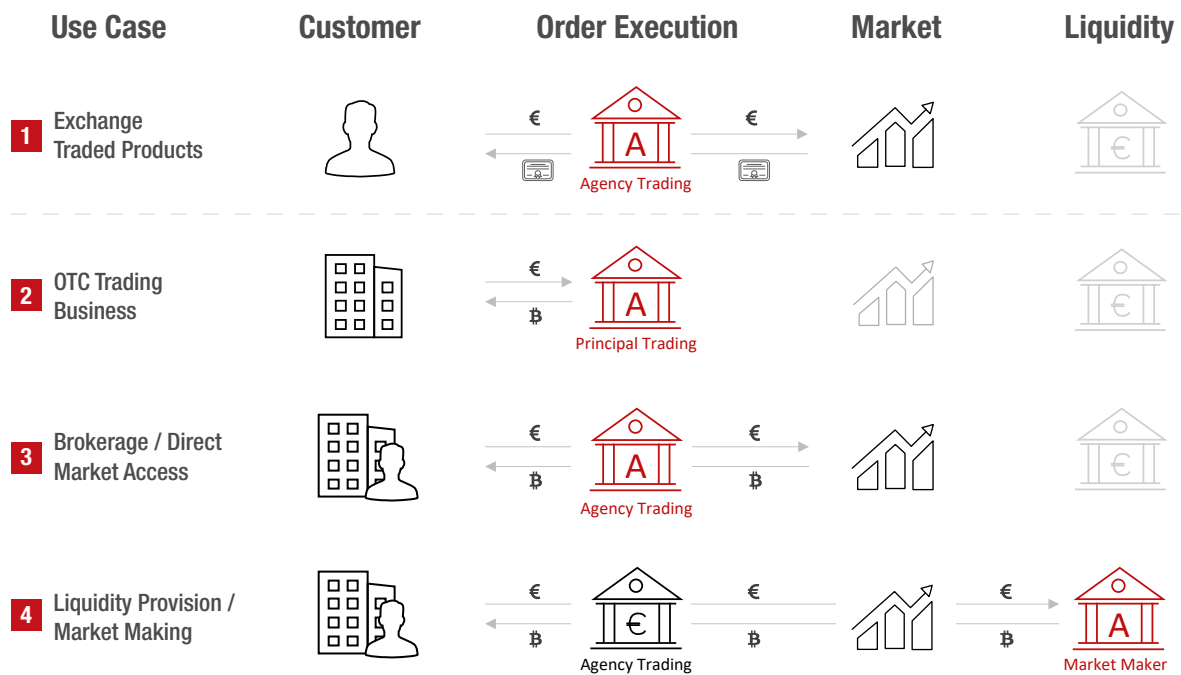 Use Case
Customer
Order Execution
Market
Liquidity
1
Exchange
Traded Products
€
€
A
Agency Trading
€
2
OTC Trading
Business
€
₿
A
Principal Trading
€
3
Brokerage / Direct
Market Access
€
€
₿
₿
A
Agency Trading
€
4
Liquidity Provision /
Market Making
€
€
€
₿
₿
₿
€
Agency Trading
A
Market Maker